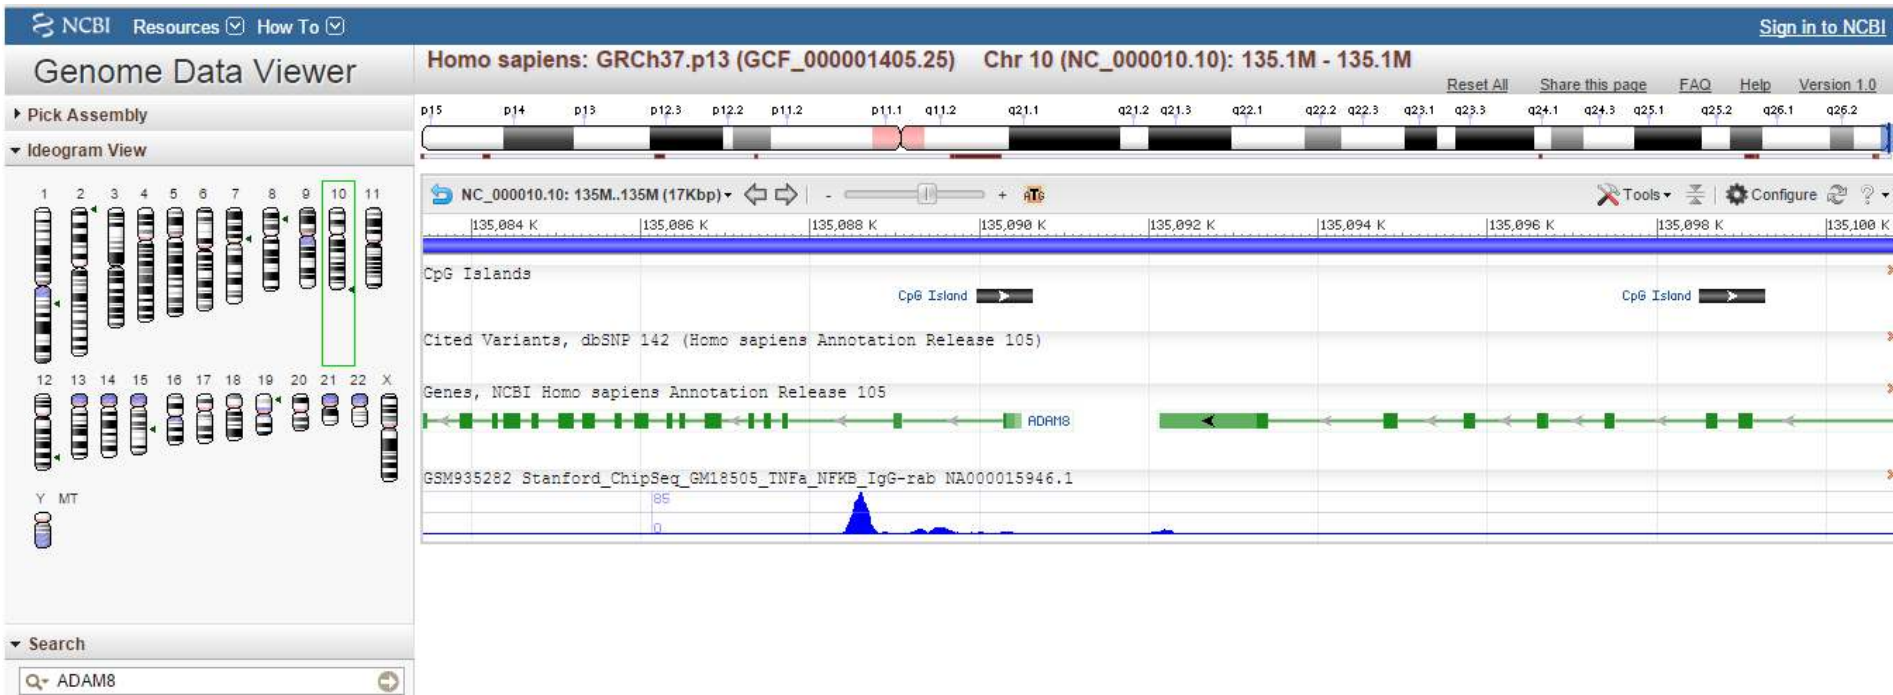 NCBI Resources How To Sign in to NCBI
Genome Data Viewer
Homo sapiens: GRCh37.p13 (GCF_000001405.25) Chr 10 (NC_000010.10): 135.1M - 135.1M
Reset All Share this page FAQ Help Version 1.0
Pick Assembly
p15 p14 p13 p12.3 p12.2 p11.2 p11.1 q11.2 q21.1 q21.2 q21.3 q22.1 q22.2 q22.3 q23.1 q23.3 q24.1 q24.3 q25.1 q25.2 q26.1 q26.2
Ideogram View
1 2 3 4 5 6 7 8 9 10 11
NC_000010.10: 135M..135M (17Kbp) - + ATG Tools Configure ?
135,084 K 135,086 K 135,088 K 135,090 K 135,092 K 135,094 K 135,096 K 135,098 K 135,100 K
CpG Islands
CpG Island CpG Island
Cited Variants, dbSNP 142 (Homo sapiens Annotation Release 105)
12 13 14 15 16 17 18 19 20 21 22 X
Genes, NCBI Homo sapiens Annotation Release 105
ADAM8
GSM935282 Stanford_ChipSeq_GM18505_TNFa_NFKB_IgG-rab NA000015946.1
85
0
Y MT
Search
ADAM8